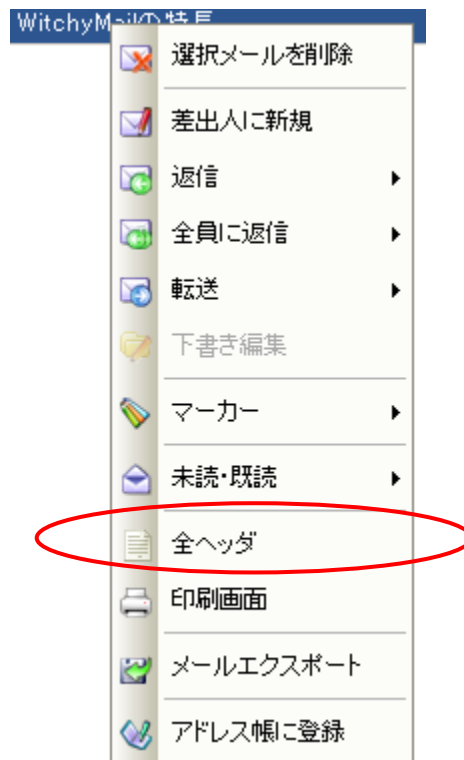 WitchyMailの特長
選択メールを削除
差出人に新規
返信
全員に返信
転送
下書き編集
マーカー
未読・既読
全ヘッダ
印刷画面
メールエクスポート
アドレス帳に登録